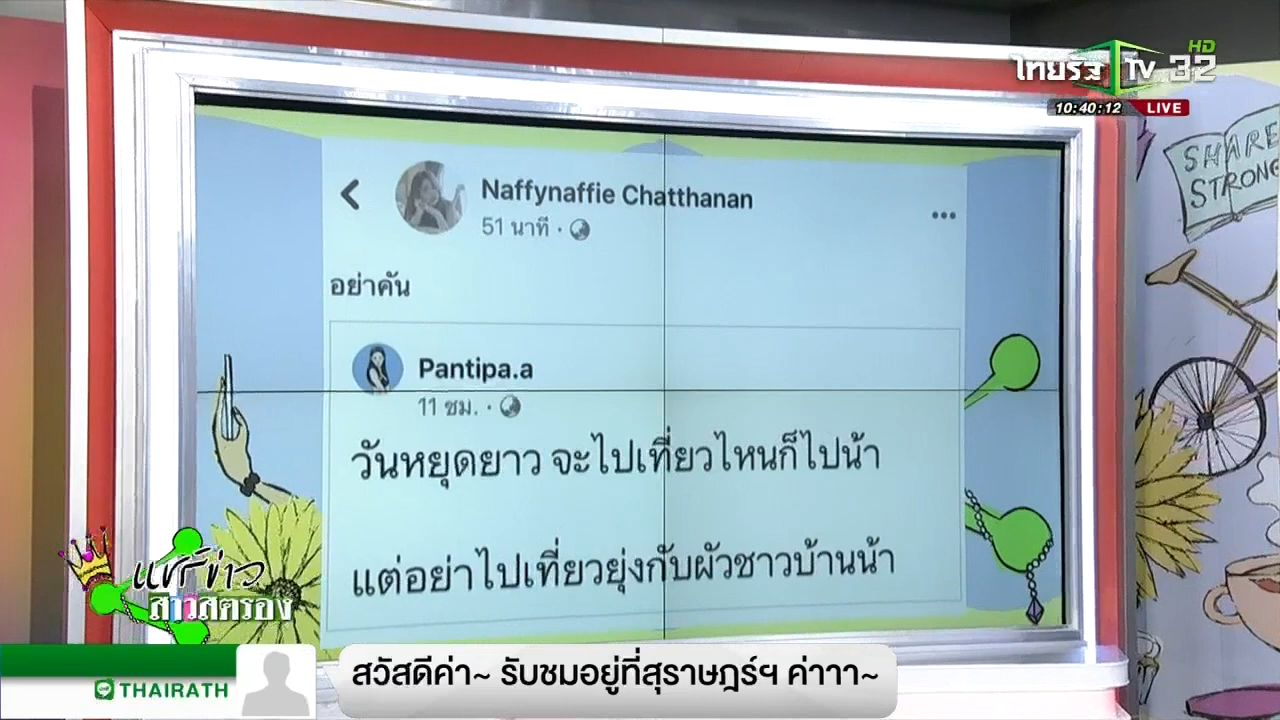 ไทยรัฐ TV 32 HD
10:40:12 LIVE
SHARE
STRONG
Naffynaffie Chatthanan
51 นาที ·
อย่าคัน
Pantipa.a
11 ชม. ·
วันหยุดยาว จะไปเที่ยวไหนก็ไปน้า
แต่อย่าไปเที่ยวยุ่งกับผัวชาวบ้านน้า
แชร์ข่าว
สาวสตรอง
THAIRATH
สวัสดีค่า~ รับชมอยู่ที่สุราษฎร์ฯ ค่าาา~